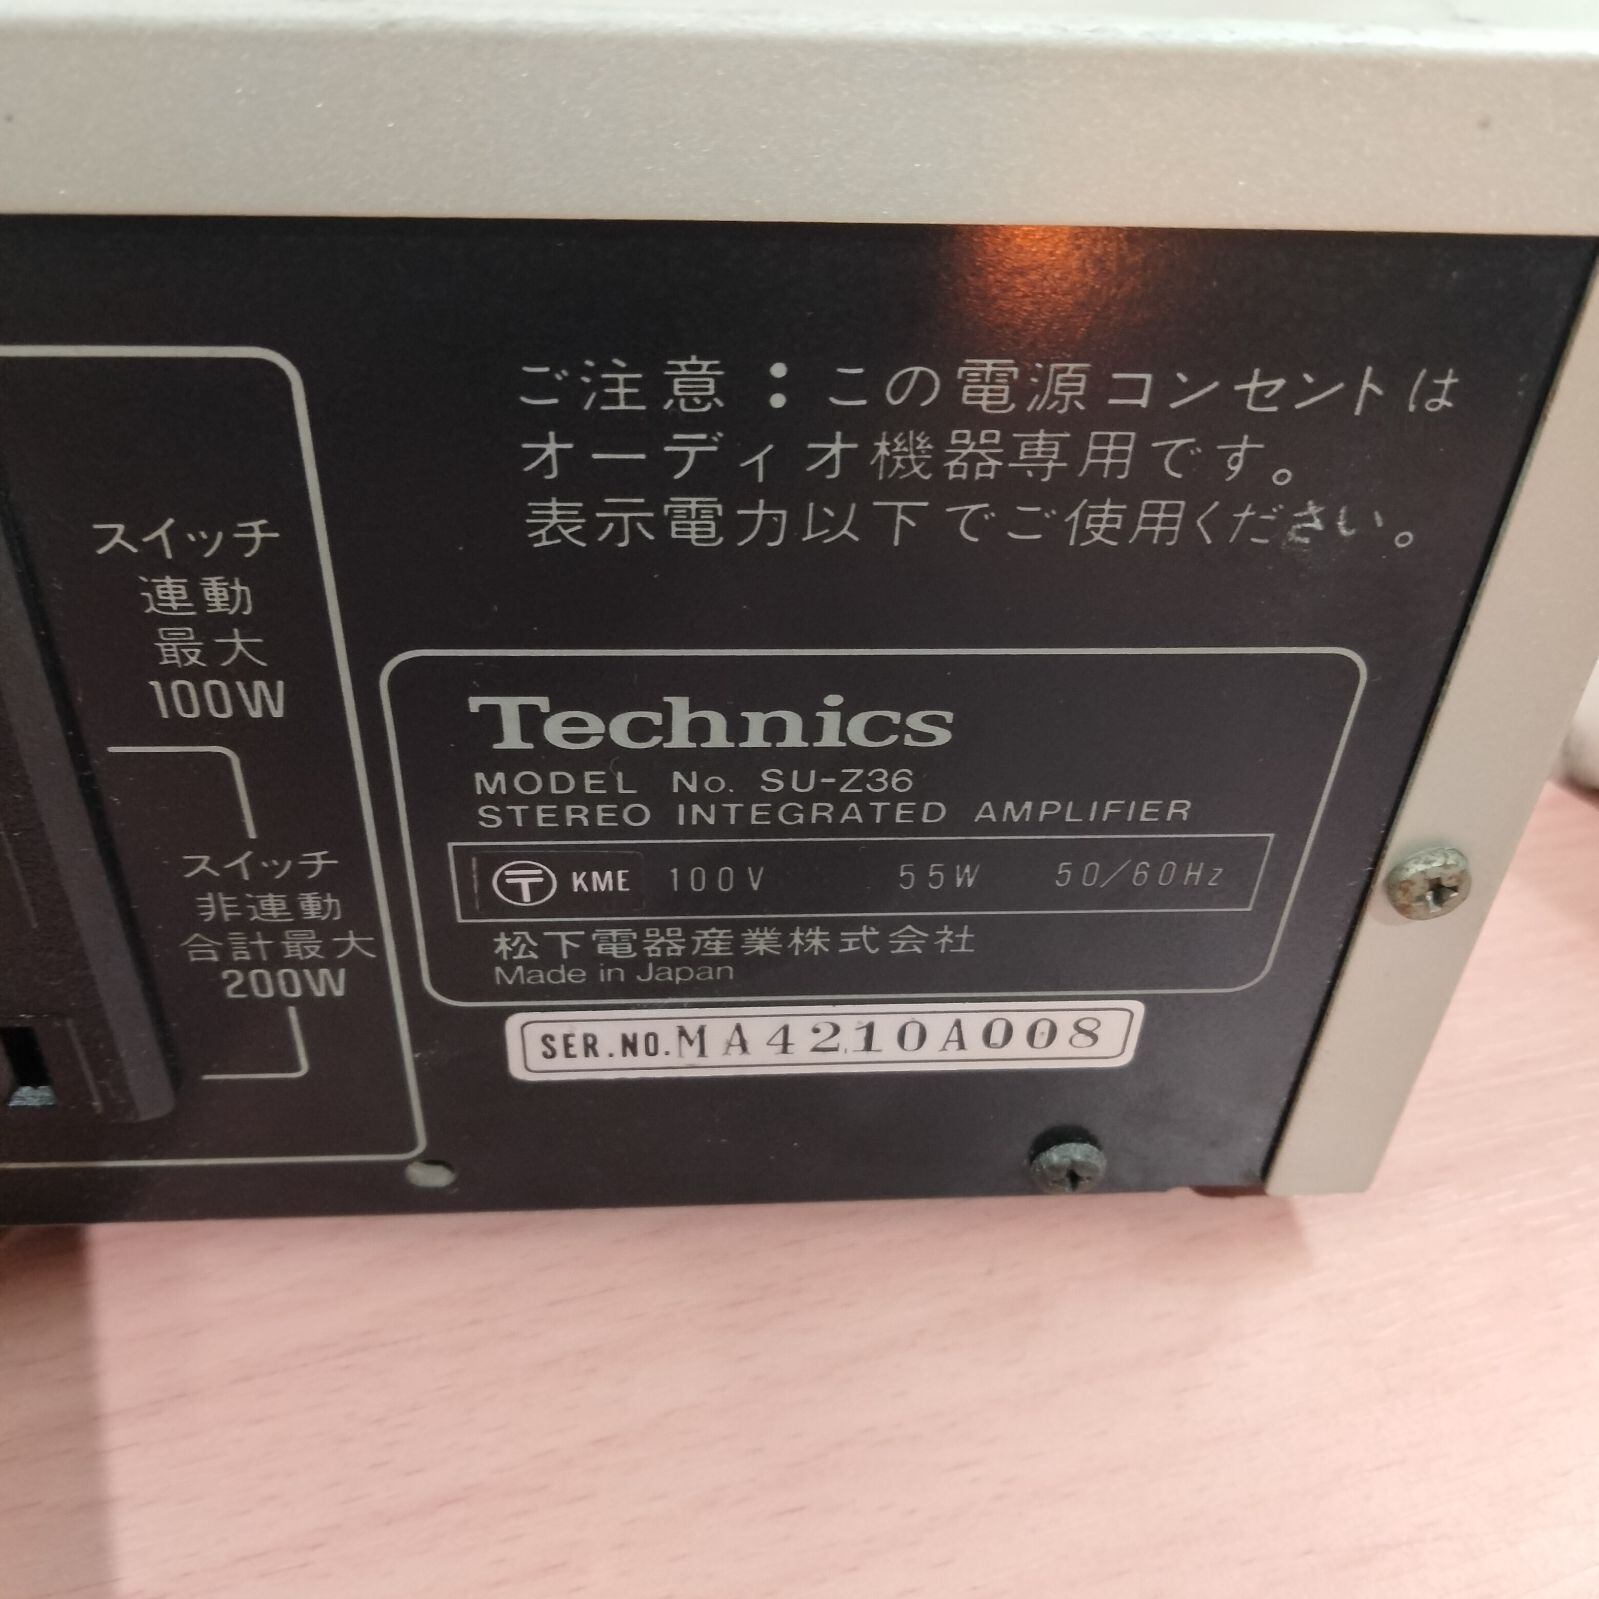 ご注意：この電源コンセントは
オーディオ機器専用です。
表示電力以下でご使用ください。
スイッチ
連動
最大
100W
スイッチ
非連動
合計最大
200W
Technics
MODEL No. SU-Z36
STEREO INTEGRATED AMPLIFIER
〒 KME 100V 55W 50/60Hz
松下電器産業株式会社
Made in Japan
SER.NO.MA4210A008